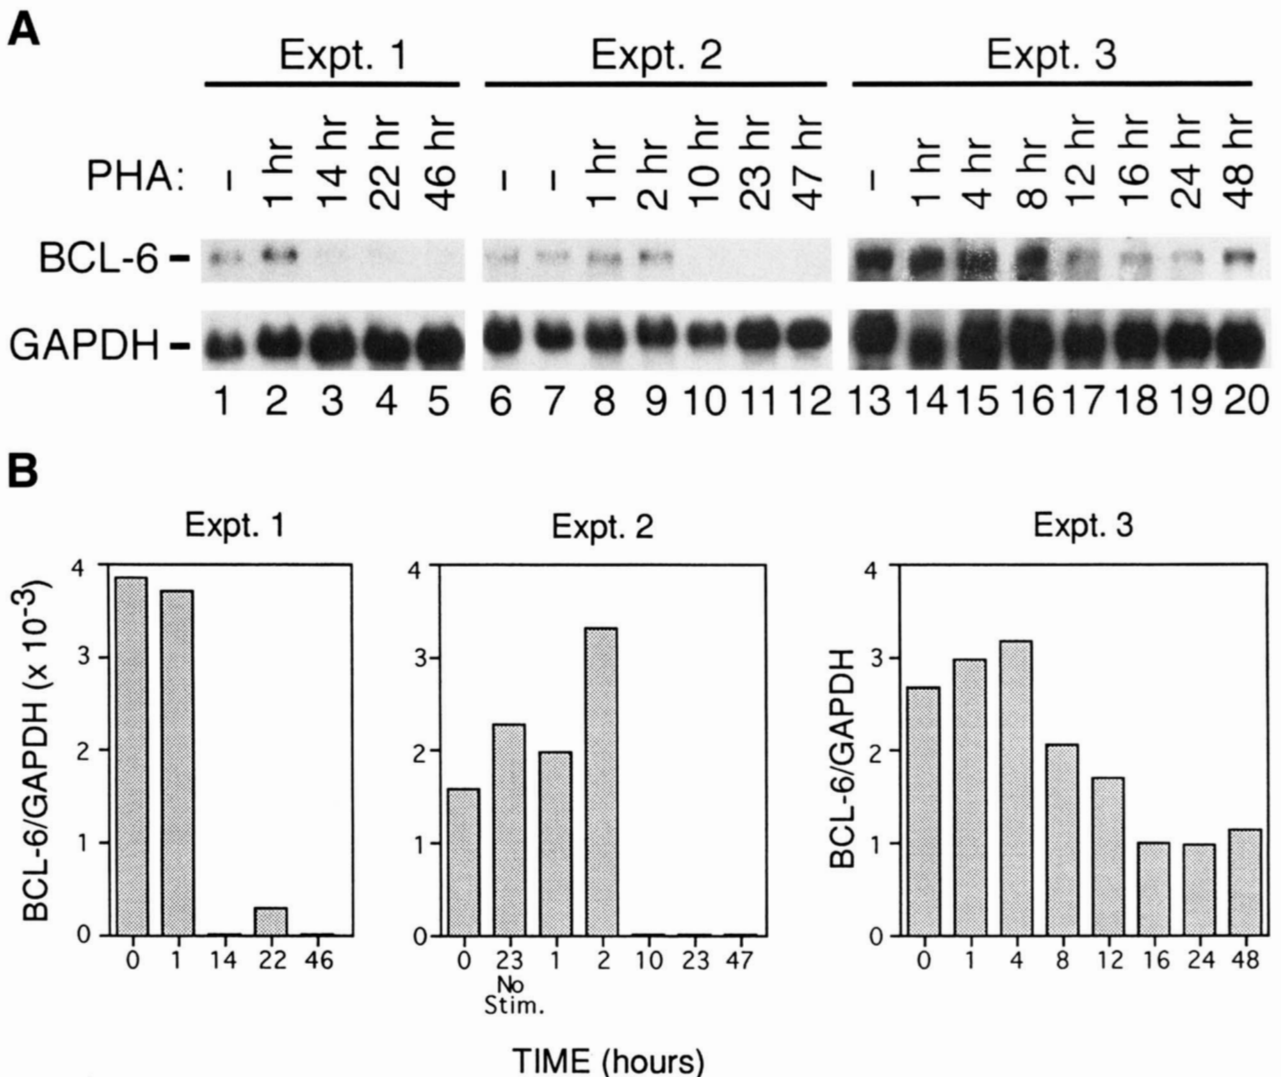 A
Expt. 1 Expt. 2 Expt. 3
PHA: – 1 hr 14 hr 22 hr 46 hr – – 1 hr 2 hr 10 hr 23 hr 47 hr – 1 hr 4 hr 8 hr 12 hr 16 hr 24 hr 48 hr
BCL-6 –
GAPDH –
1 2 3 4 5 6 7 8 9 10 11 12 13 14 15 16 17 18 19 20
B
Expt. 1
BCL-6/GAPDH (x 10-3)
4
3
2
1
0
0 1 14 22 46
Expt. 2
4
3
2
1
0
0 23 1 2 10 23 47
No
Stim.
Expt. 3
BCL-6/GAPDH
4
3
2
1
0
0 1 4 8 12 16 24 48
TIME (hours)